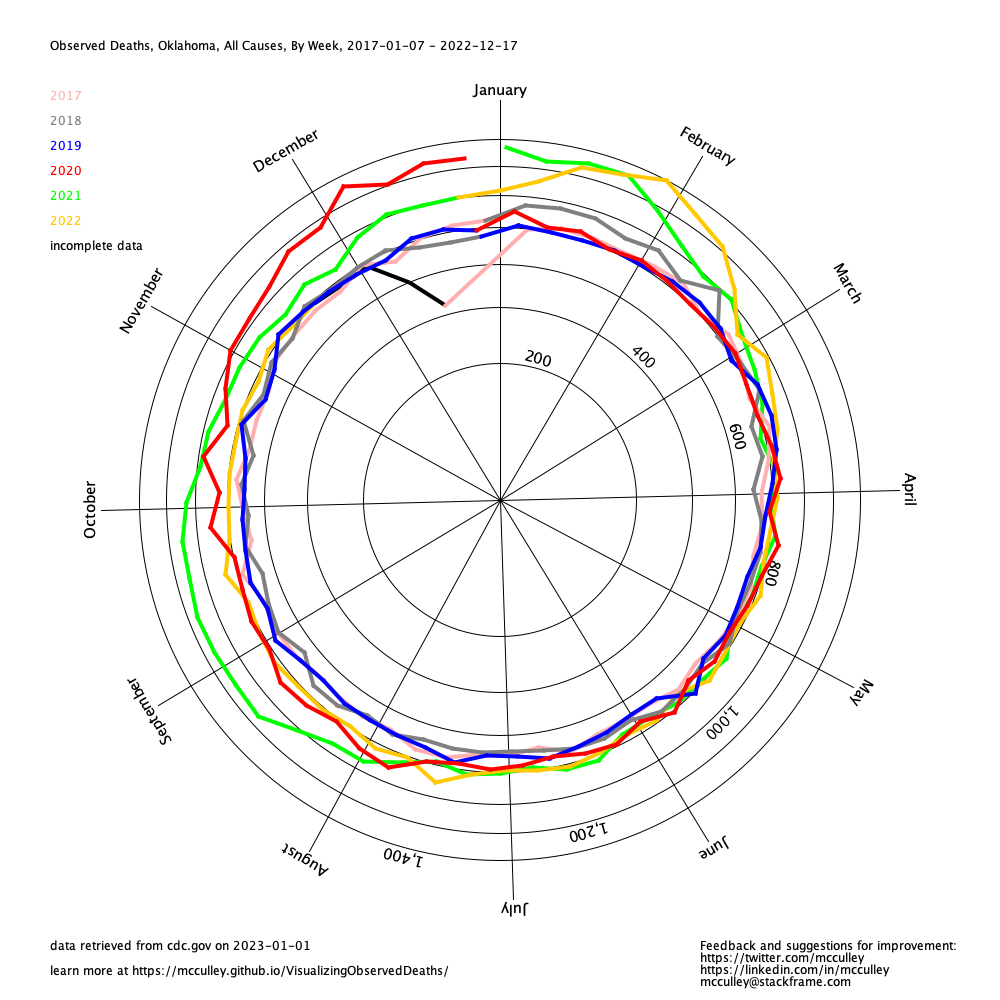 Observed Deaths, Oklahoma, All Causes, By Week, 2017-01-07 - 2022-12-17
January
2017
2018
2019
2020
2021
2022
incomplete data
December
February
November
March
200
400
600
October
April
800
September
May
1,000
1,200
1,400
August
June
July
data retrieved from cdc.gov on 2023-01-01
learn more at https://mcculley.github.io/VisualizingObservedDeaths/
Feedback and suggestions for improvement:
https://twitter.com/mcculley
https://linkedin.com/in/mcculley
mcculley@stackframe.com